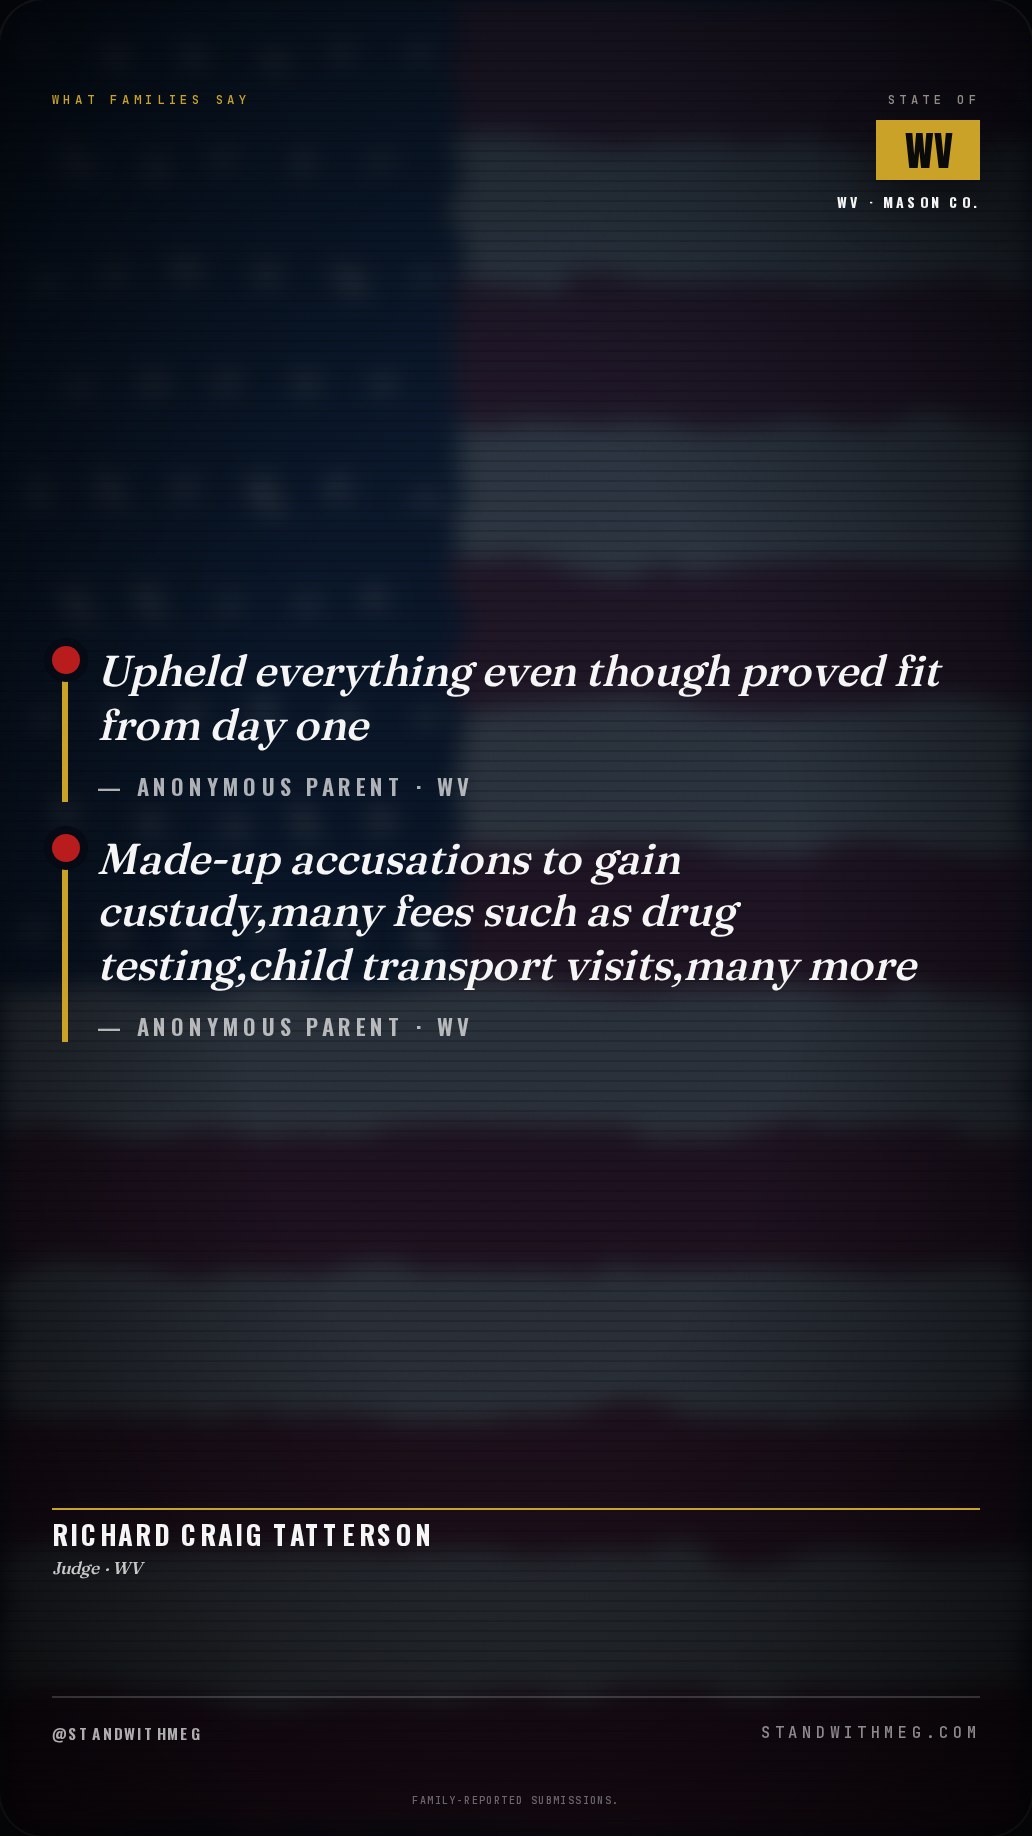 WHAT FAMILIES SAY
STATE OF
WV
WV · MASON CO.
Upheld everything even though proved fit
from day one
— ANONYMOUS PARENT · WV
Made-up accusations to gain
custudy,many fees such as drug
testing,child transport visits,many more
— ANONYMOUS PARENT · WV
RICHARD CRAIG TATTERSON
Judge · WV
@STANDWITHMEG
STANDWITHMEG.COM
FAMILY-REPORTED SUBMISSIONS.